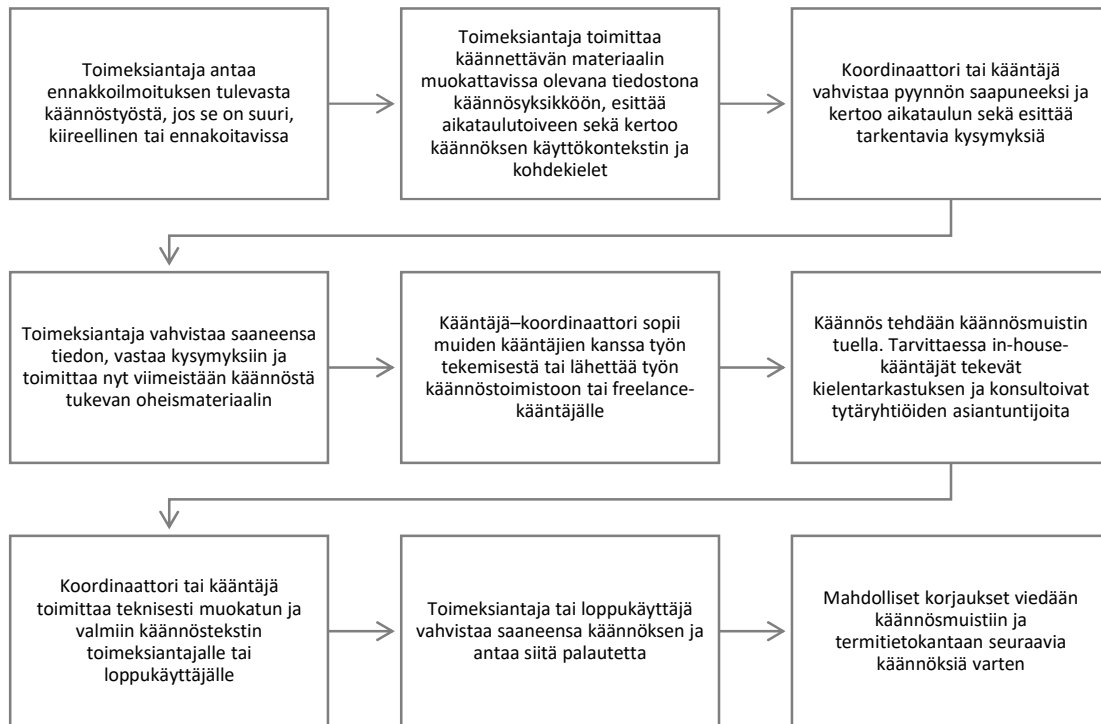 Toimeksiantaja antaa
ennakkoilmoituksen tulevasta
käännöstyöstä, jos se on suuri,
kiireellinen tai ennakoitavissa
Toimeksiantaja toimittaa
käännettävän materiaalin
muokattavissa olevana tiedostona
käännösyksikköön, esittää
aikataulutoiveen sekä kertoo
käännöksen käyttökontekstin ja
kohdekielet
Koordinaattori tai kääntäjä
vahvistaa pyynnön saapuneeksi ja
kertoo aikataulun sekä esittää
tarkentavia kysymyksiä
Toimeksiantaja vahvistaa saaneensa
tiedon, vastaa kysymyksiin ja
toimittaa nyt viimeistään käännöstä
tukevan oheismateriaalin
Kääntäjä–koordinaattori sopii
muiden kääntäjien kanssa työn
tekemisestä tai lähettää työn
käännöstoimistoon tai freelance-
kääntäjälle
Käännös tehdään käännösmuistin
tuella. Tarvittaessa in-house-
kääntäjät tekevät
kielentarkastuksen ja konsultoivat
tytäryhtiöiden asiantuntijoita
Koordinaattori tai kääntäjä
toimittaa teknisesti muokatun ja
valmiin käännöstekstin
toimeksiantajalle tai
loppukäyttäjälle
Toimeksiantaja tai loppukäyttäjä
vahvistaa saaneensa käännöksen ja
antaa siitä palautetta
Mahdolliset korjaukset viedään
käännösmuistiin ja
termitietokantaan seuraavia
käännöksiä varten